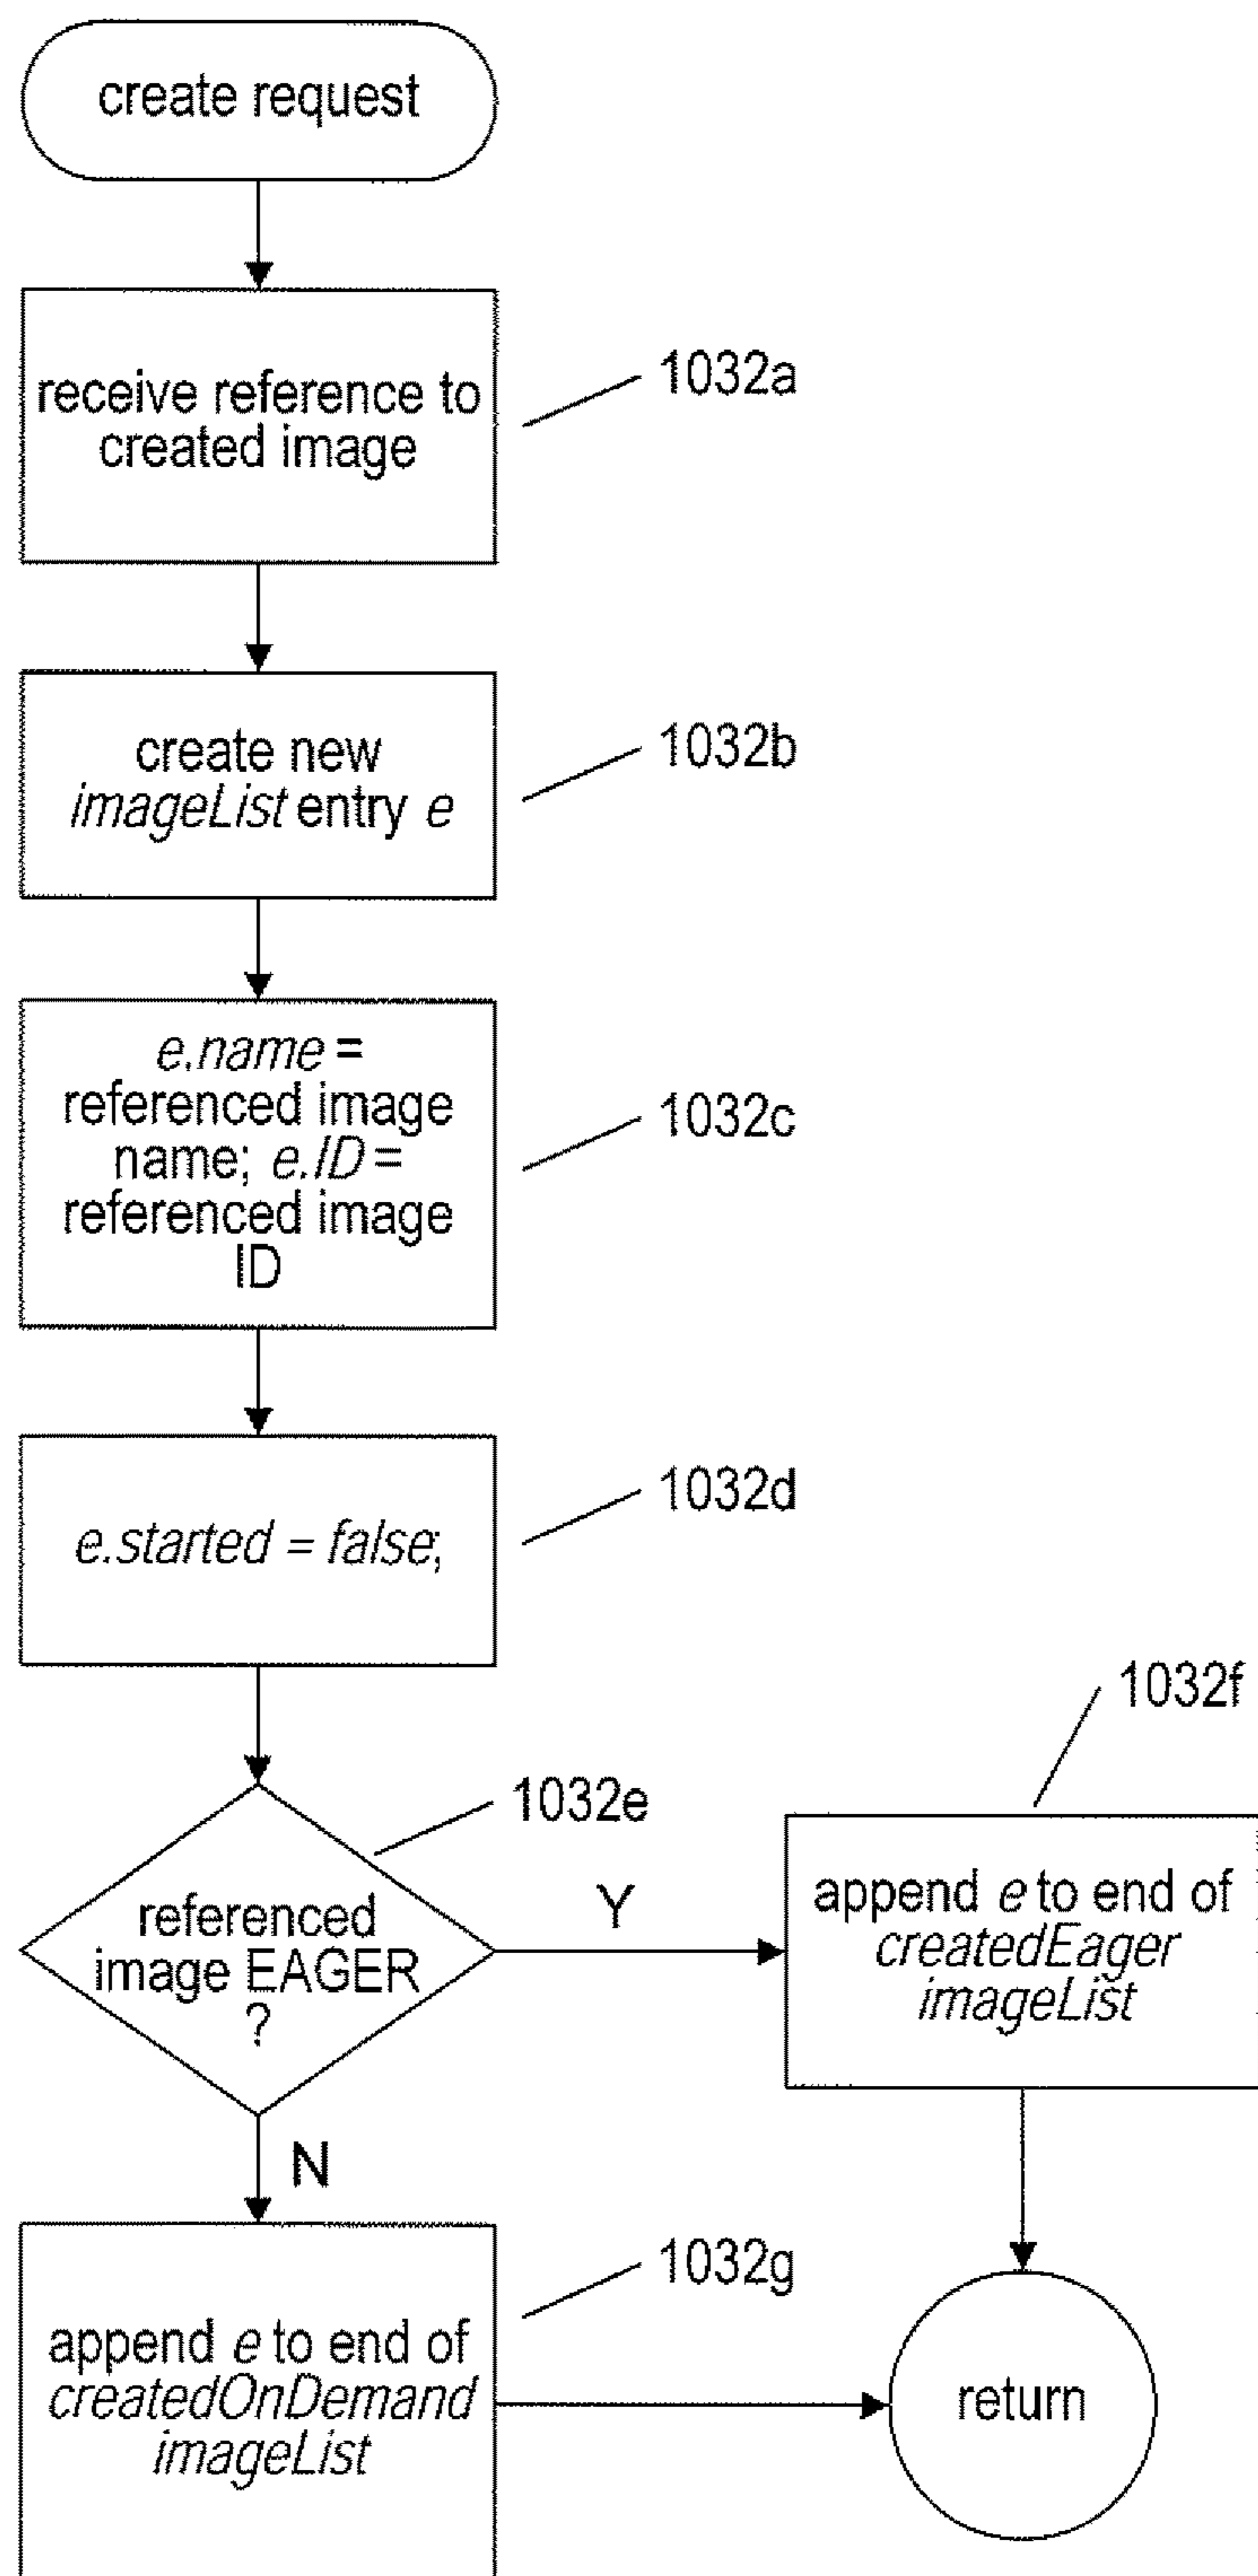 create request
receive reference to
created image
1032a
create new
imageList entry e
1032b
e.name =
referenced image
name; e.ID =
referenced image
ID
1032c
e.started = false;
1032d
referenced
image EAGER
?
1032e
Y
append e to end of
createdEager
imageList
1032f
N
append e to end of
createdOnDemand
imageList
1032g
return